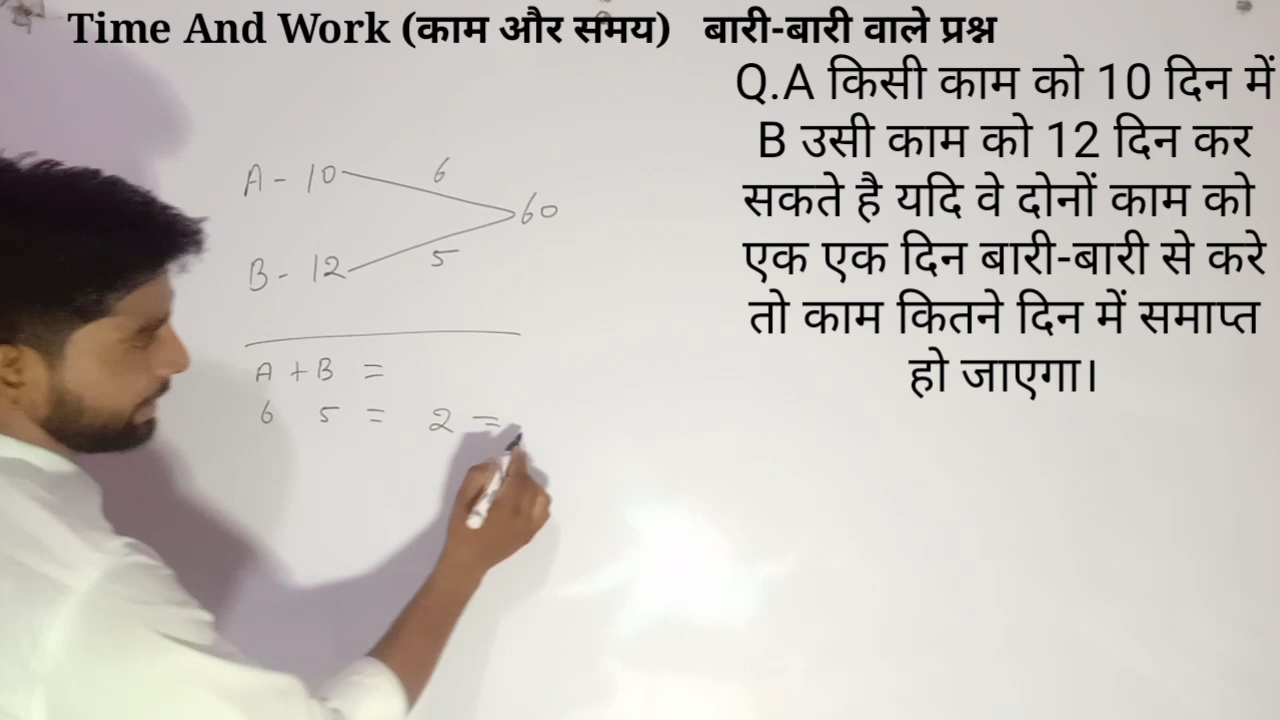 Time And Work (काम और समय) बारी-बारी वाले प्रश्न
Q.A किसी काम को 10 दिन में
B उसी काम को 12 दिन कर
सकते है यदि वे दोनों काम को
एक एक दिन बारी-बारी से करे
तो काम कितने दिन में समाप्त
हो जाएगा।
A - 10 6
60
B - 12 5
A + B =
6 5 = 2 =